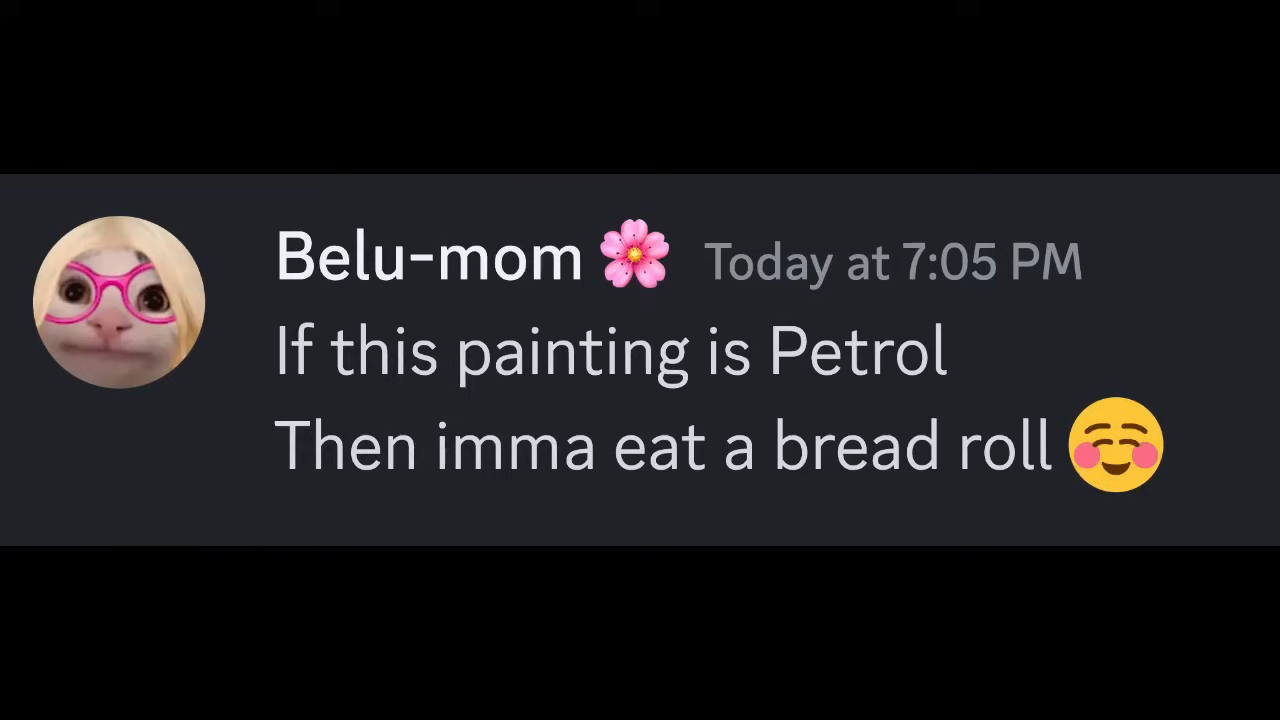 Belu-mom 🌸 Today at 7:05 PM
If this painting is Petrol
Then imma eat a bread roll ☺️